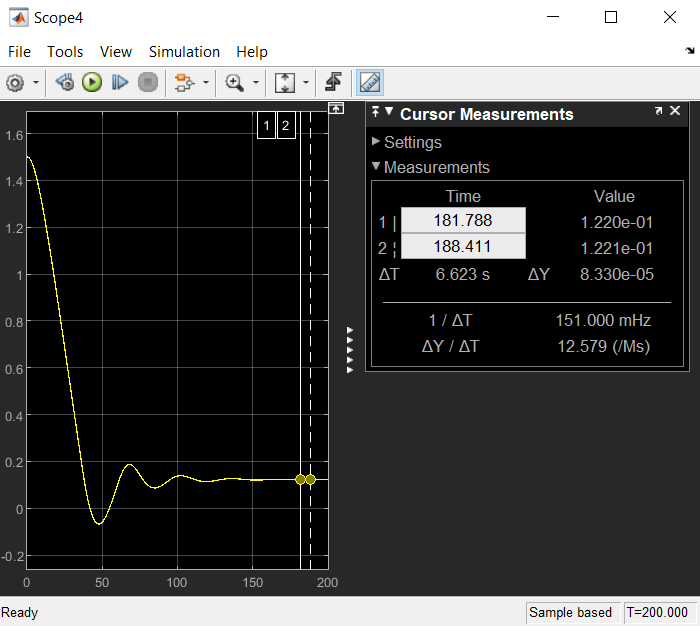 Scope4
File Tools View Simulation Help
1 2
1.6
1.4
1.2
1
0.8
0.6
0.4
0.2
0
-0.2
0 50 100 150 200
Cursor Measurements
Settings
Measurements
Time Value
1 | 181.788 1.220e-01
2 ¦ 188.411 1.221e-01
ΔT 6.623 s ΔY 8.330e-05
1 / ΔT 151.000 mHz
ΔY / ΔT 12.579 (/Ms)
Ready Sample based T=200.000